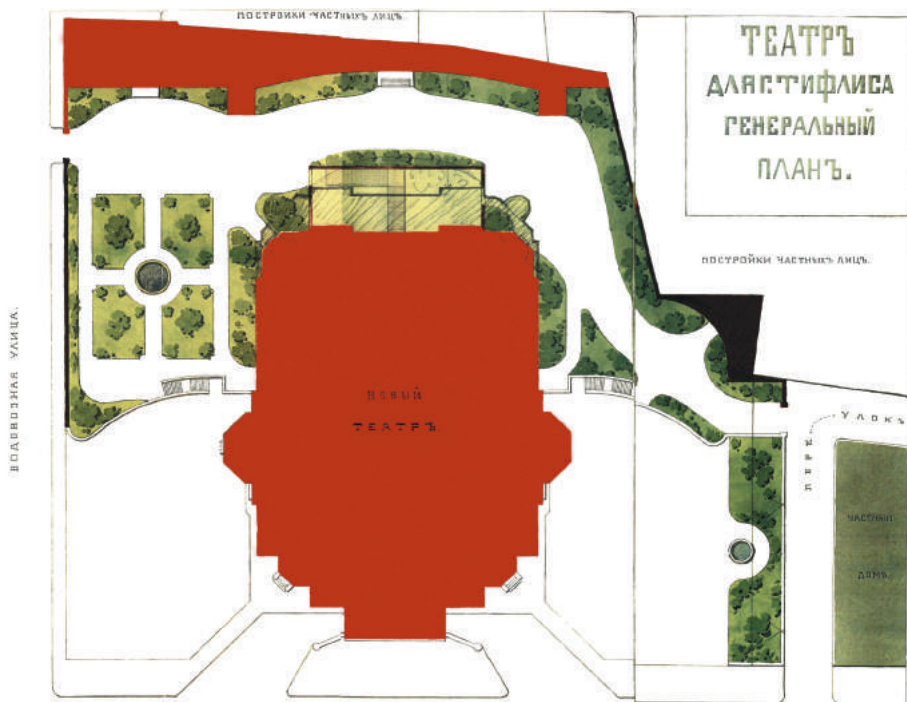 ПОСТРОЙКИ ЧАСТНЫХЪ ЛИЦЪ
ТЕАТРЪ
ДЛЯ Г. ТИФЛИСА
ГЕНЕРАЛЬНЫЙ
ПЛАНЪ.
ПОСТРОЙКИ ЧАСТНЫХЪ ЛИЦЪ.
ВОДОВОЗНАЯ УЛИЦА.
НОВЫЙ
ТЕАТРЪ
ПЕРЕУЛОКЪ
ЧАСТНЫЙ
ДОМЪ